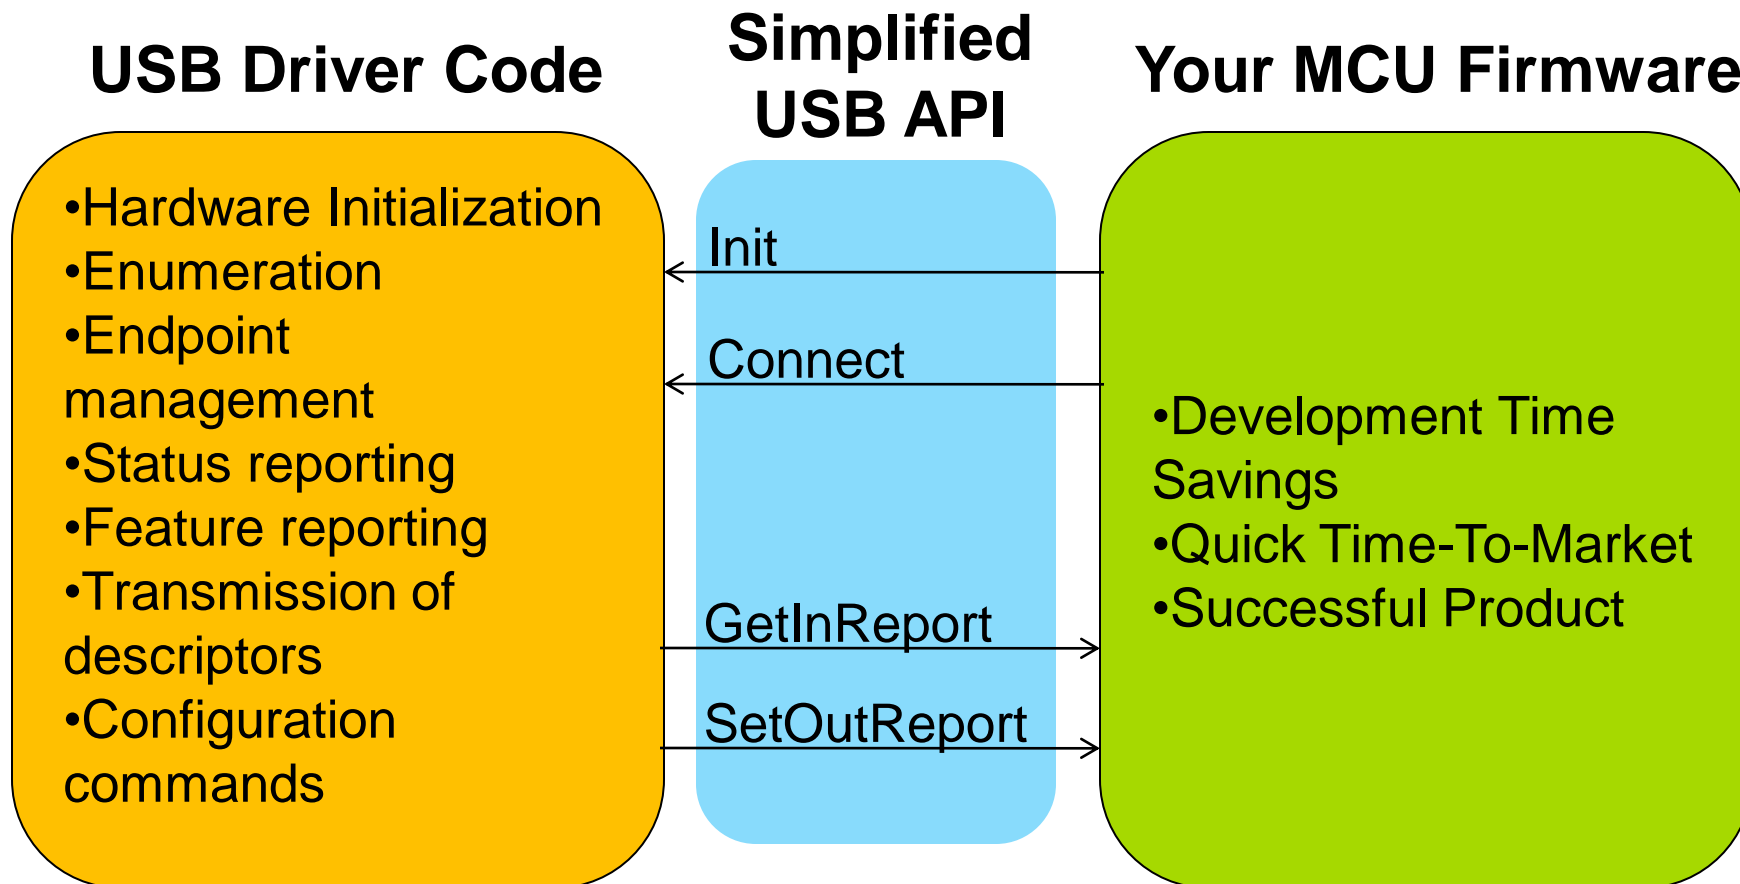 USB Driver Code
Simplified
USB API
Your MCU Firmware
•Hardware Initialization
•Enumeration
•Endpoint
management
•Status reporting
•Feature reporting
•Transmission of
descriptors
•Configuration
commands
Init
Connect
GetInReport
SetOutReport
•Development Time
Savings
•Quick Time-To-Market
•Successful Product